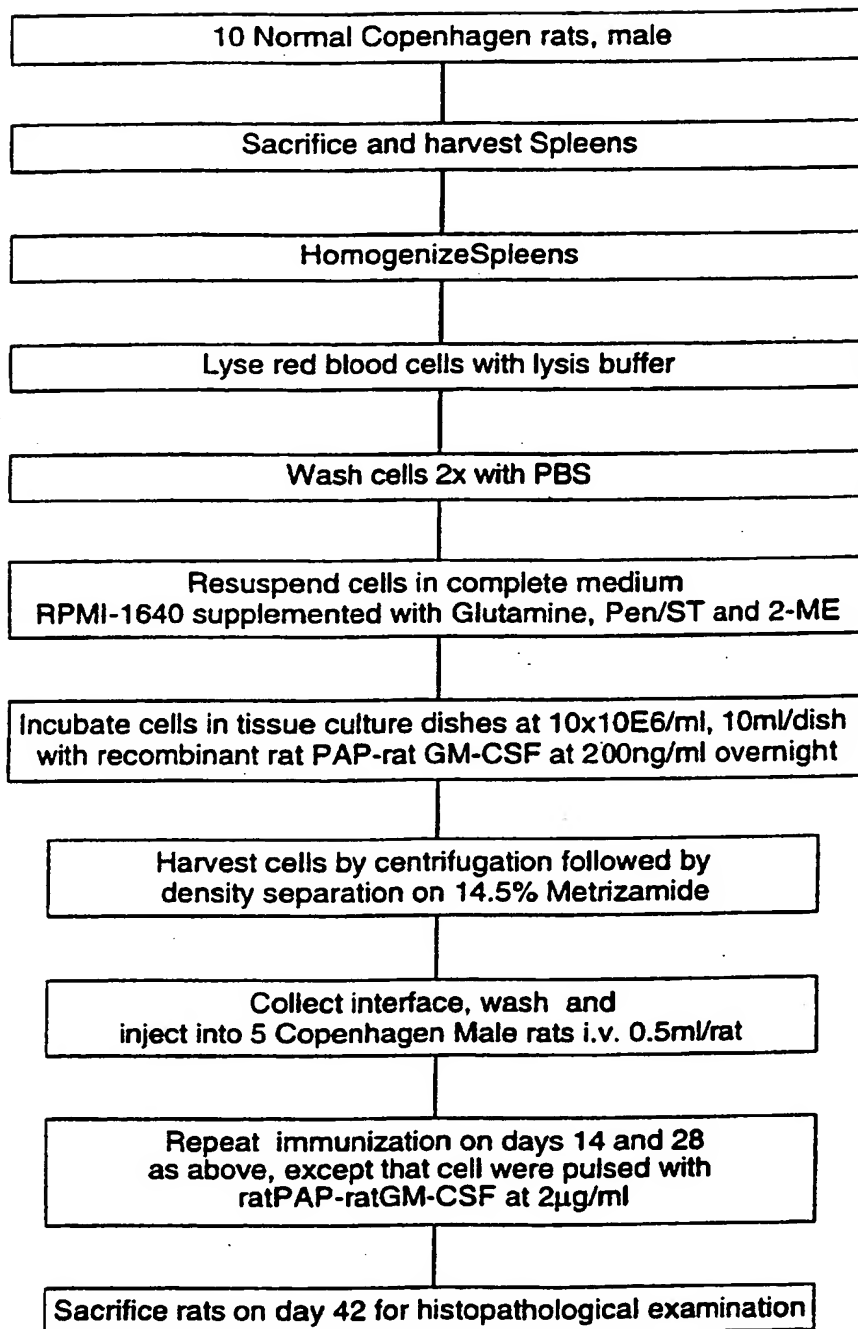 10 Normal Copenhagen rats, male
Sacrifice and harvest Spleens
HomogenizeSpleens
Lyse red blood cells with lysis buffer
Wash cells 2x with PBS
Resuspend cells in complete medium
RPMI-1640 supplemented with Glutamine, Pen/ST and 2-ME
Incubate cells in tissue culture dishes at 10x10E6/ml, 10ml/dish
with recombinant rat PAP-rat GM-CSF at 200ng/ml overnight
Harvest cells by centrifugation followed by
density separation on 14.5% Metrizamide
Collect interface, wash and
inject into 5 Copenhagen Male rats i.v. 0.5ml/rat
Repeat immunization on days 14 and 28
as above, except that cell were pulsed with
ratPAP-ratGM-CSF at 2µg/ml
Sacrifice rats on day 42 for histopathological examination